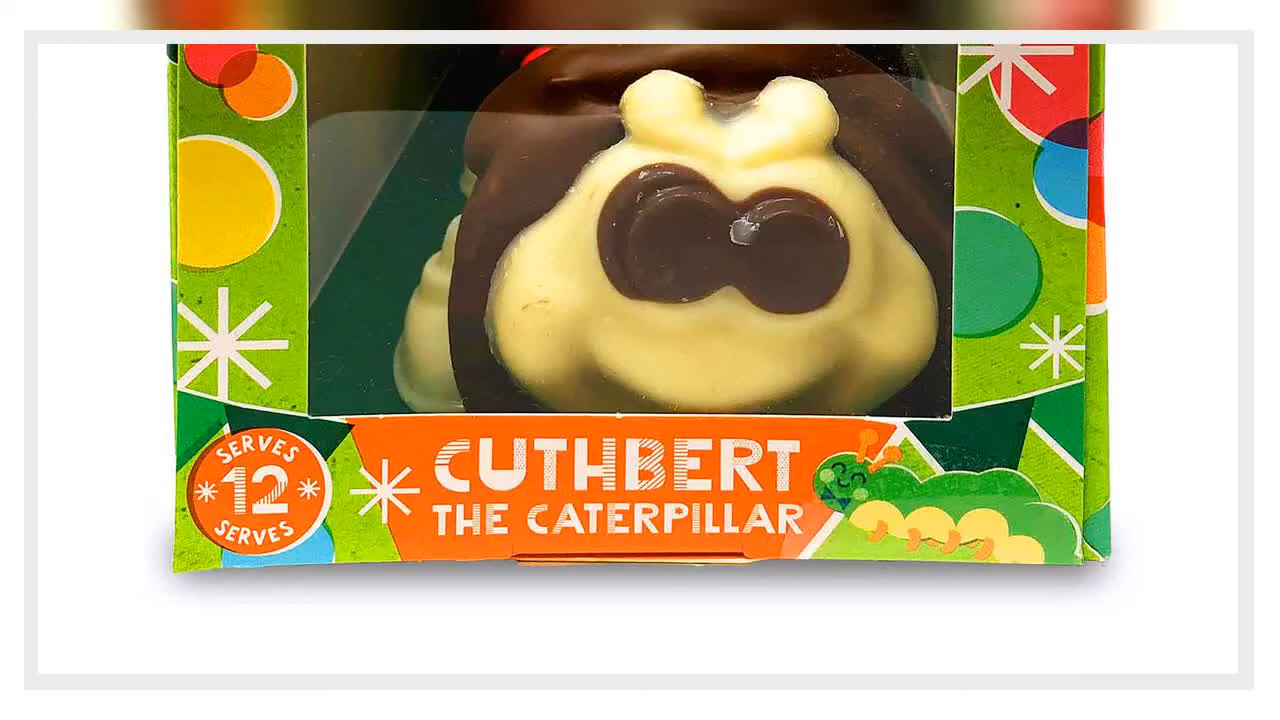 SERVES
12
SERVES
CUTHBERT
THE CATERPILLAR